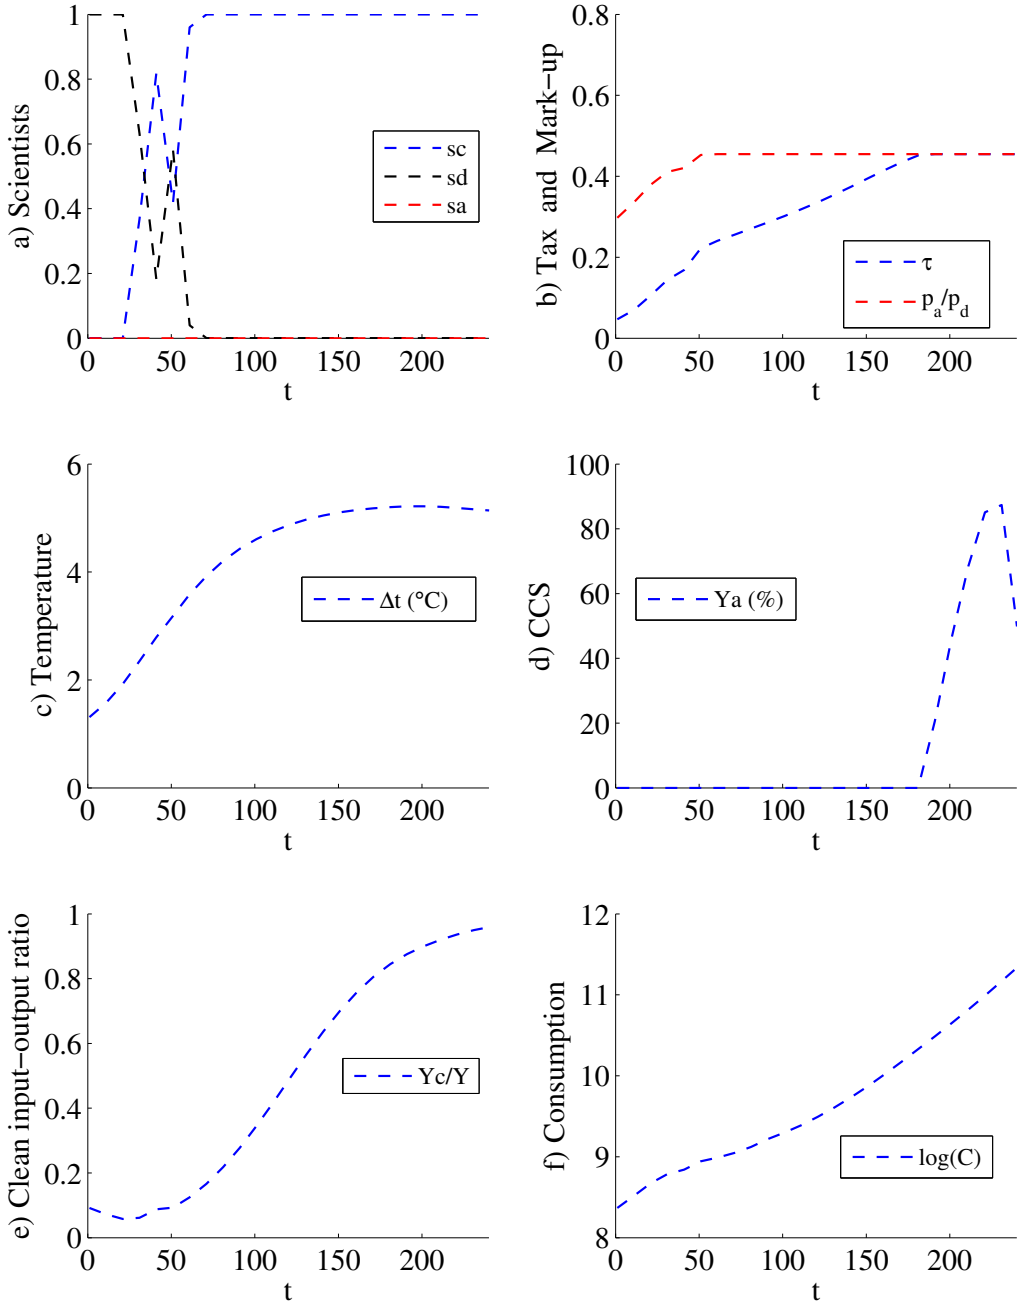 a) Scientists
1
0.8
0.6
0.4
0.2
0
0 50 100 150 200
t
sc
sd
sa
b) Tax and Mark−up
0.8
0.6
0.4
0.2
0
0 50 100 150 200
t
τ
p_a/p_d
c) Temperature
6
4
2
0
0 50 100 150 200
t
Δt (°C)
d) CCS
100
80
60
40
20
0
0 50 100 150 200
t
Ya (%)
e) Clean input−output ratio
1
0.8
0.6
0.4
0.2
0
0 50 100 150 200
t
Yc/Y
f) Consumption
12
11
10
9
8
0 50 100 150 200
t
log(C)